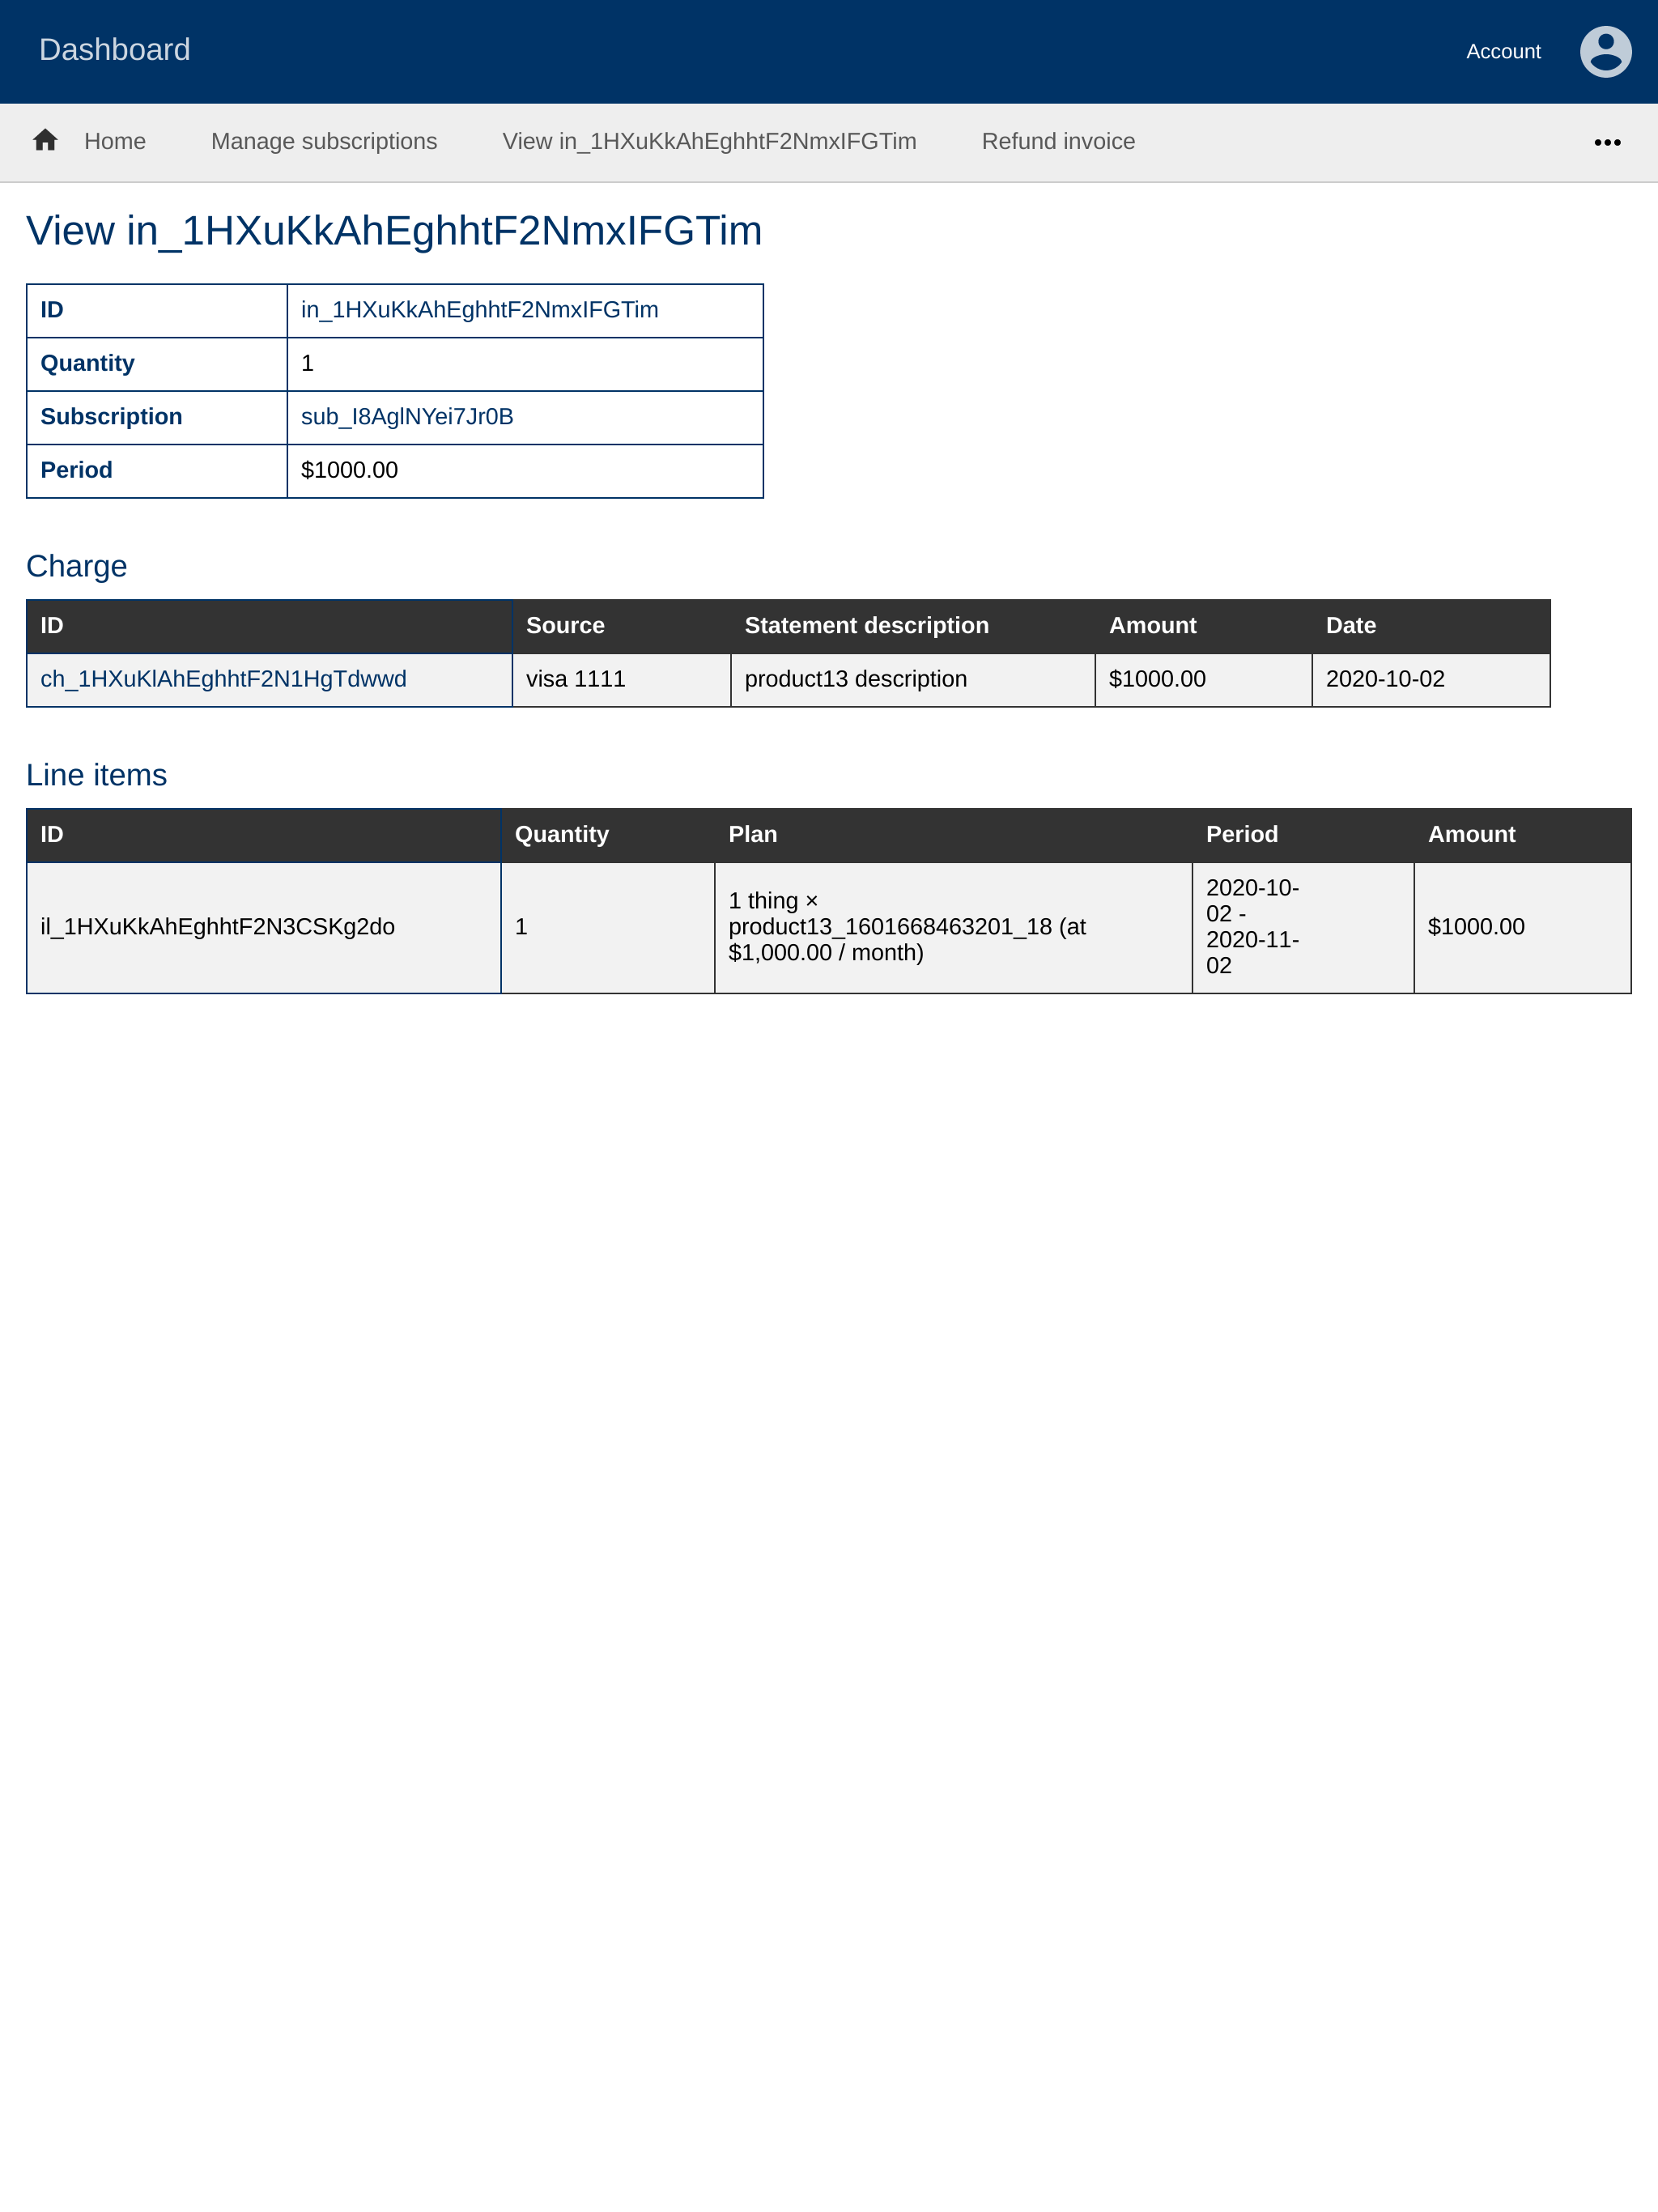 Dashboard
Account
Home
Manage subscriptions
View in_1HXuKkAhEghhtF2NmxIFGTim
Refund invoice
•••
View in_1HXuKkAhEghhtF2NmxIFGTim
ID in_1HXuKkAhEghhtF2NmxIFGTim
Quantity 1
Subscription sub_I8AglNYei7Jr0B
Period $1000.00
Charge
ID Source Statement description Amount Date
ch_1HXuKlAhEghhtF2N1HgTdwwd visa 1111 product13 description $1000.00 2020-10-02
Line items
ID Quantity Plan Period Amount
il_1HXuKkAhEghhtF2N3CSKg2do
1
1 thing ×
product13_1601668463201_18 (at
$1,000.00 / month)
2020-10-
02 -
2020-11-
02
$1000.00